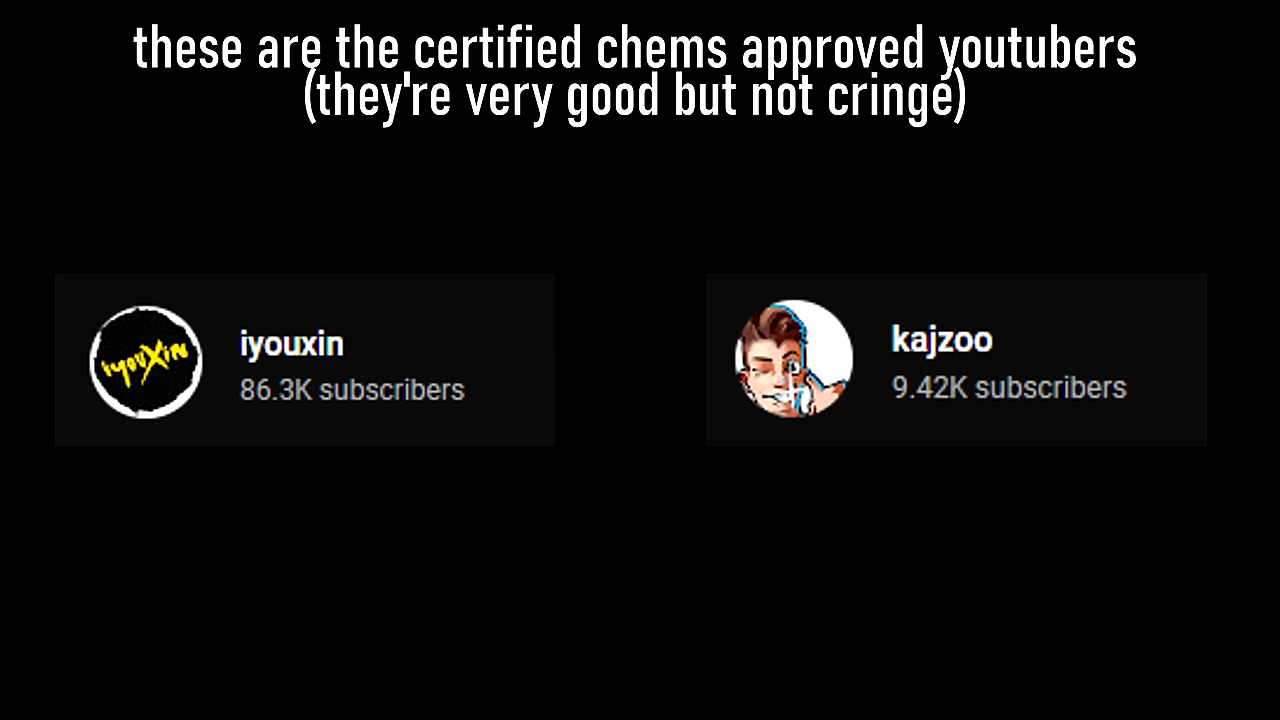 these are the certified chems approved youtubers
(they're very good but not cringe)
iyouXin
iyouxin
86.3K subscribers
kajzoo
9.42K subscribers